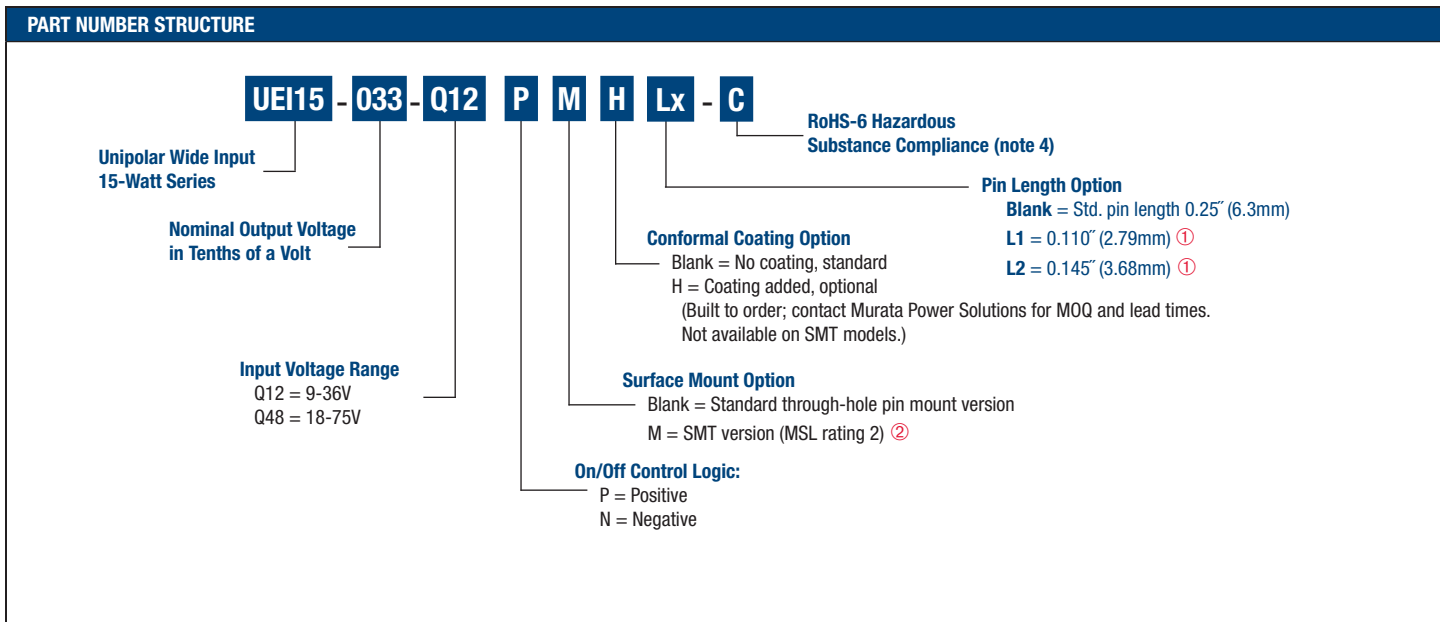 PART NUMBER STRUCTURE
UEI15 - 033 - Q12 P M H Lx - C
RoHS-6 Hazardous
Substance Compliance (note 4)
Unipolar Wide Input
15-Watt Series
Pin Length Option
Blank = Std. pin length 0.25˝ (6.3mm)
L1 = 0.110˝ (2.79mm) ①
L2 = 0.145˝ (3.68mm) ①
Nominal Output Voltage
in Tenths of a Volt
Conformal Coating Option
Blank = No coating, standard
H = Coating added, optional
(Built to order; contact Murata Power Solutions for MOQ and lead times.
Not available on SMT models.)
Input Voltage Range
Q12 = 9-36V
Q48 = 18-75V
Surface Mount Option
Blank = Standard through-hole pin mount version
M = SMT version (MSL rating 2) ②
On/Off Control Logic:
P = Positive
N = Negative